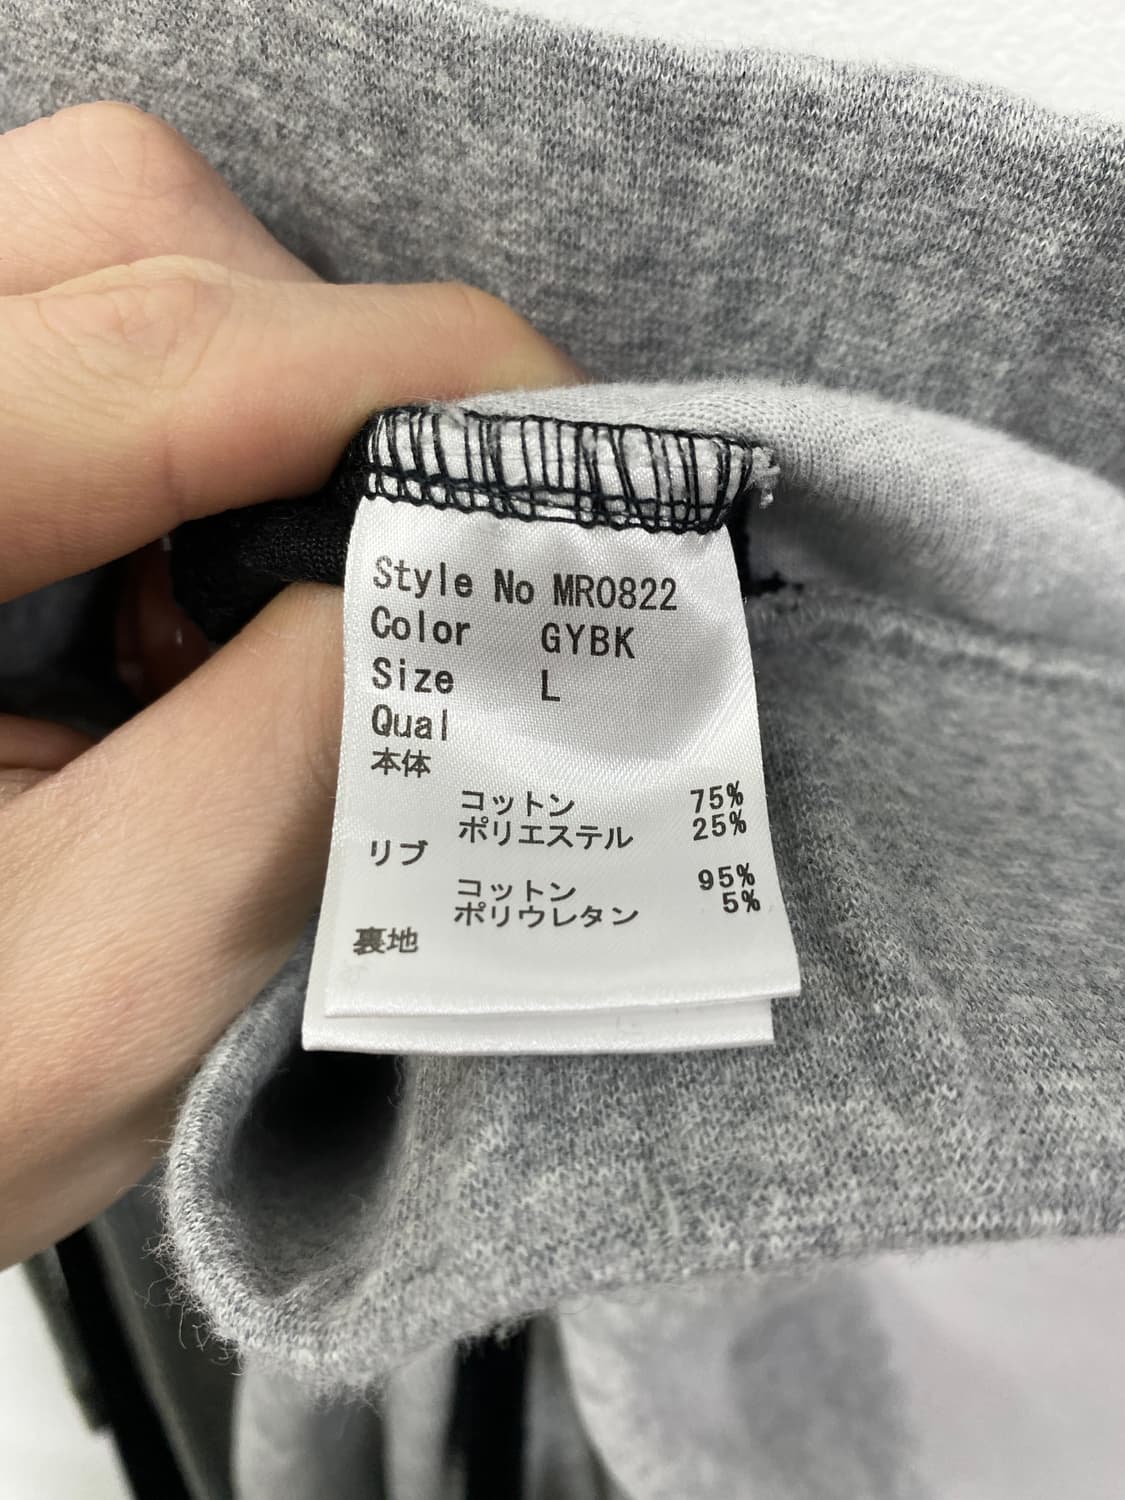 Style No MR0822
Color GYBK
Size L
Qual
本体
コットン 75%
ポリエステル 25%
リブ
コットン 95%
ポリウレタン 5%
裏地